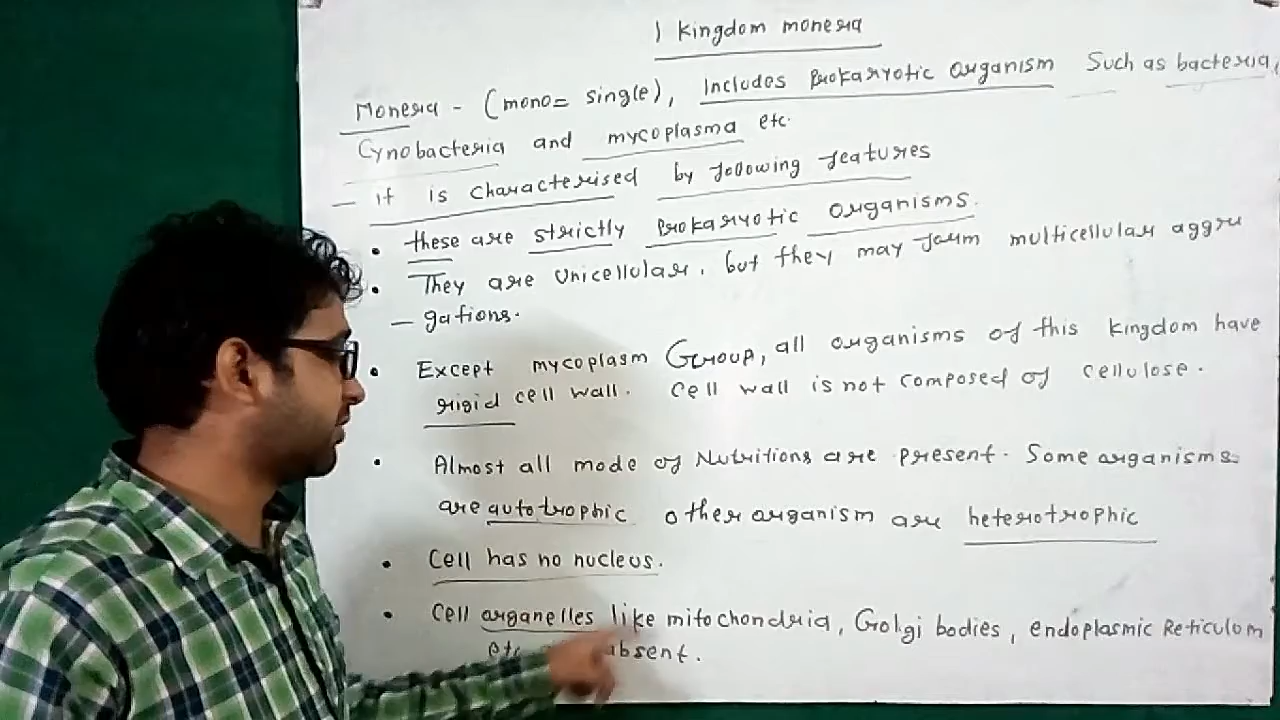 1 Kingdom monera
Monera - (mono= single), Includes Prokaryotic organism Such as bacteria,
Cynobacteria and mycoplasma etc.
— it is characterised by following features
• these are strictly Prokaryotic organisms.
• They are unicellular, but they may form multicellular aggre
— gations.
• Except mycoplasm Group, all organisms of this kingdom have
rigid cell wall. Cell wall is not composed of cellulose.
• Almost all mode of Nutritions are present. Some organisms
are autotrophic other organism are heterotrophic
• Cell has no nucleus.
• Cell organelles like mitochondria, Golgi bodies, endoplasmic Reticulom
etc absent.